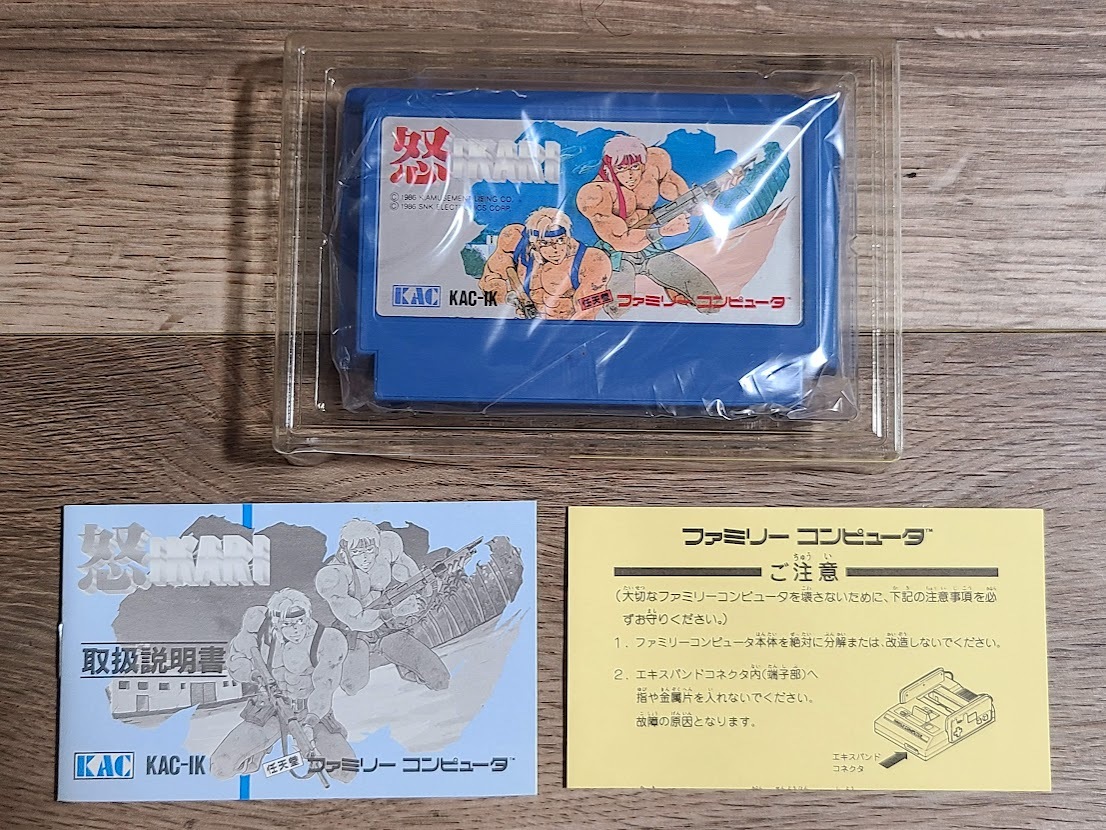 怒 IKARI
© 1986 K.AMUSEMENT LEASING CO.
© 1986 SNK ELECTRONICS CORP.
KAC KAC-IK 任天堂 ファミリー コンピュータ™
怒 IKARI
取扱説明書
KAC KAC-IK 任天堂 ファミリー コンピュータ™
ファミリー コンピュータ™
ご注意
(大切なファミリーコンピュータを壊さないために、下記の注意事項を必
ずお守りください。)
1. ファミリーコンピュータ本体を絶対に分解または、改造しないでください。
2. エキスパンドコネクタ内(端子部)へ
指や金属片を入れないでください。
故障の原因となります。
エキスパンド
コネクタ